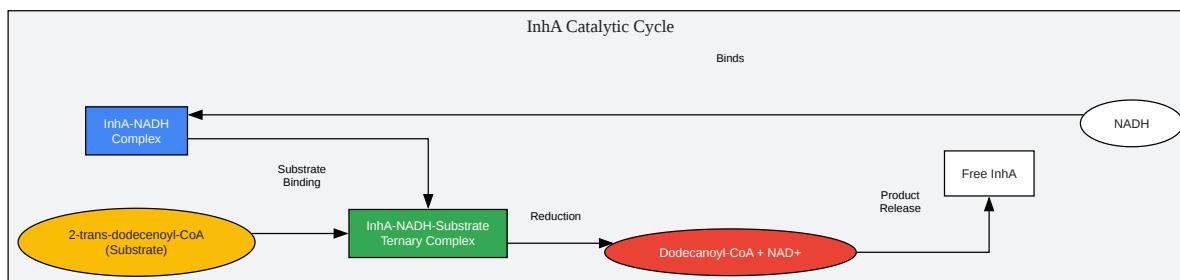 InhA Catalytic Cycle
Binds
InhA-NADH
Complex
NADH
Substrate
Binding
Free InhA
Product
Release
2-trans-dodecenoyl-CoA
(Substrate)
InhA-NADH-Substrate
Ternary Complex
Reduction
Dodecanoyl-CoA + NAD+